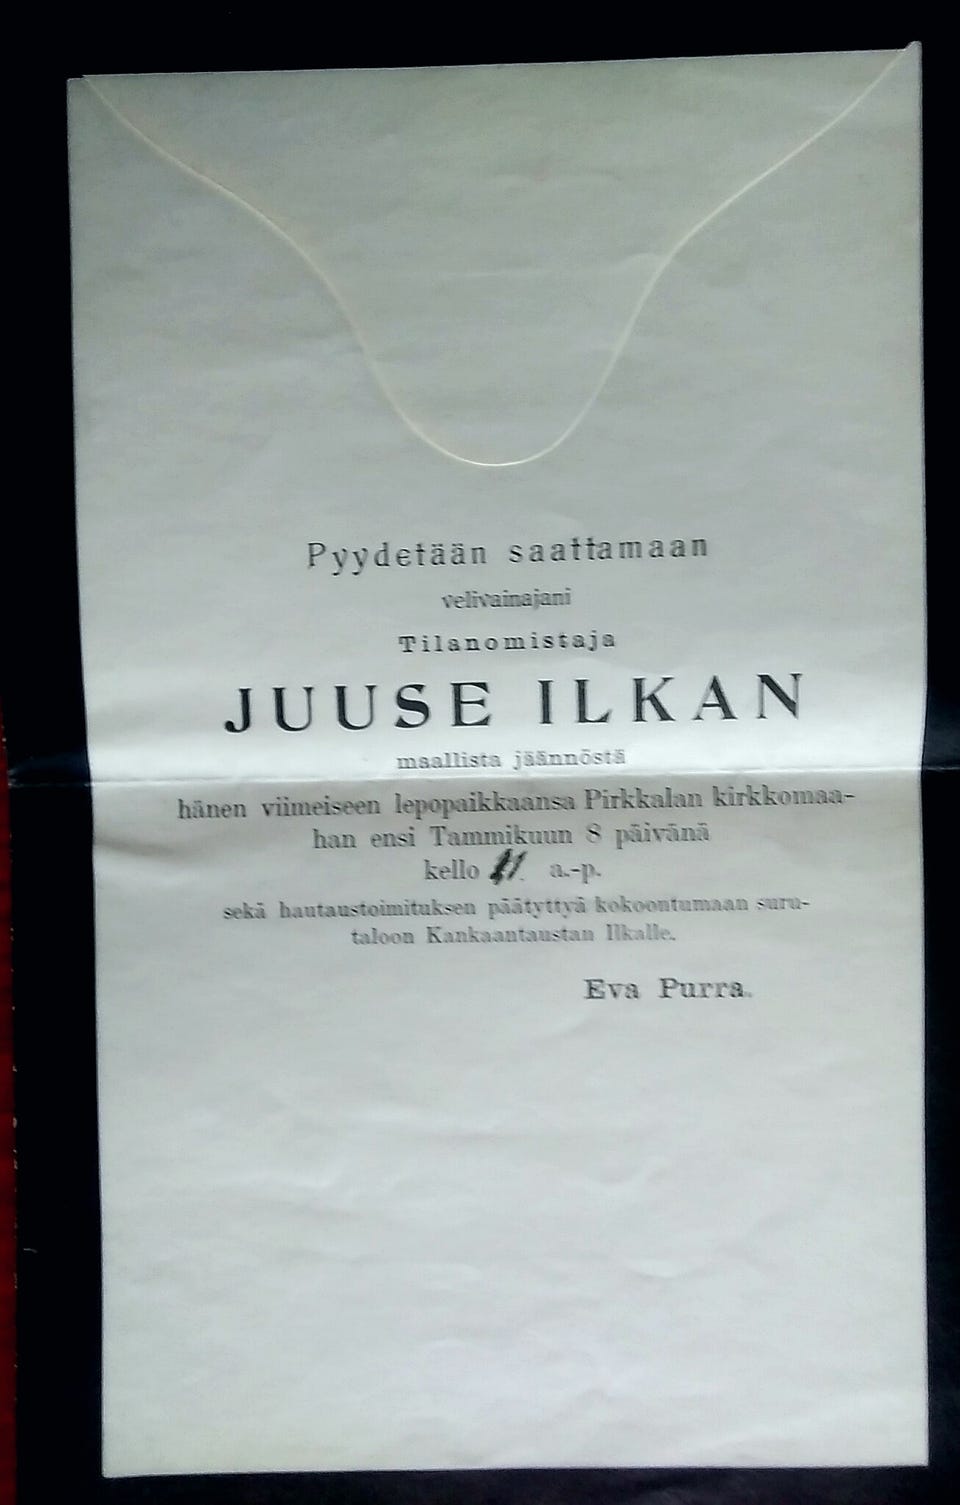 Pyydetään saattamaan
velivainajani
Tilanomistaja
JUUSE ILKAN
maallista jäännöstä
hänen viimeiseen lepopaikkaansa Pirkkalan kirkkomaa-
han ensi Tammikuun 8 päivänä
kello 11. a.-p.
sekä hautaustoimituksen päätyttyä kokoontumaan suru-
taloon Kankaantaustan Ilkalle.
Eva Purra.